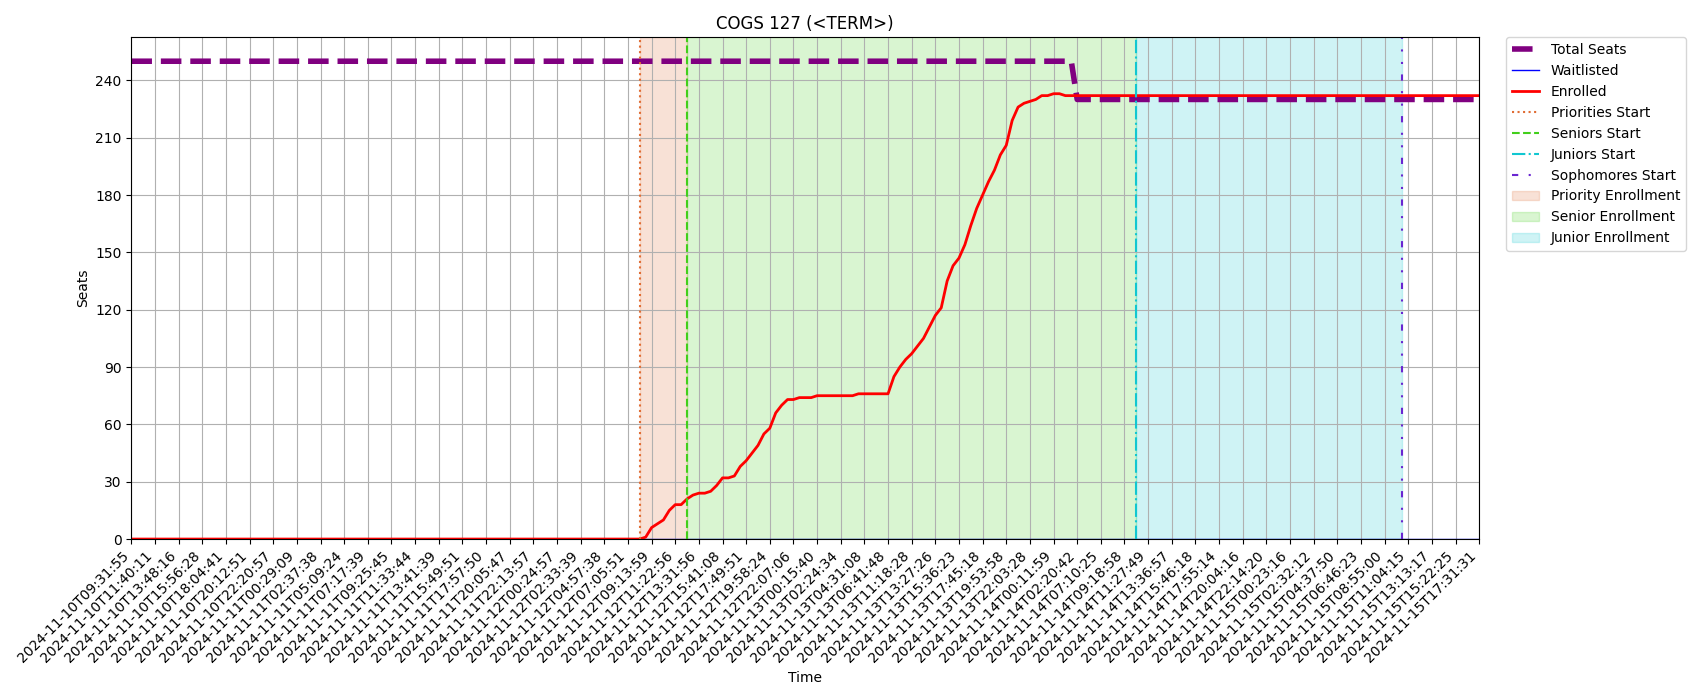 COGS 127 (<TERM>)
Total Seats
Waitlisted
Enrolled
Priorities Start
Seniors Start
Juniors Start
Sophomores Start
Priority Enrollment
Senior Enrollment
Junior Enrollment
Seats
240
210
180
150
120
90
60
30
0
2024-11-10T09:31:55
2024-11-10T11:40:11
2024-11-10T13:48:16
2024-11-10T15:56:28
2024-11-10T18:04:41
2024-11-10T20:12:51
2024-11-10T22:20:57
2024-11-11T00:29:09
2024-11-11T02:37:38
2024-11-11T05:09:24
2024-11-11T07:17:39
2024-11-11T09:25:45
2024-11-11T11:33:44
2024-11-11T13:41:39
2024-11-11T15:49:51
2024-11-11T17:57:50
2024-11-11T20:05:47
2024-11-11T22:13:57
2024-11-12T00:24:57
2024-11-12T02:33:39
2024-11-12T04:57:38
2024-11-12T07:05:51
2024-11-12T09:13:59
2024-11-12T11:22:56
2024-11-12T13:31:56
2024-11-12T15:41:08
2024-11-12T17:49:51
2024-11-12T19:58:24
2024-11-12T22:07:06
2024-11-13T00:15:40
2024-11-13T02:24:34
2024-11-13T04:31:08
2024-11-13T06:41:48
2024-11-13T11:18:28
2024-11-13T13:27:26
2024-11-13T15:36:23
2024-11-13T17:45:18
2024-11-13T19:53:58
2024-11-13T22:03:28
2024-11-14T00:11:59
2024-11-14T02:20:42
2024-11-14T07:10:25
2024-11-14T09:18:58
2024-11-14T11:27:49
2024-11-14T13:36:57
2024-11-14T15:46:18
2024-11-14T17:55:14
2024-11-14T20:04:16
2024-11-14T22:14:20
2024-11-15T00:23:16
2024-11-15T02:32:12
2024-11-15T04:37:50
2024-11-15T06:46:23
2024-11-15T08:55:00
2024-11-15T11:04:15
2024-11-15T13:13:17
2024-11-15T15:22:25
2024-11-15T17:31:31
Time